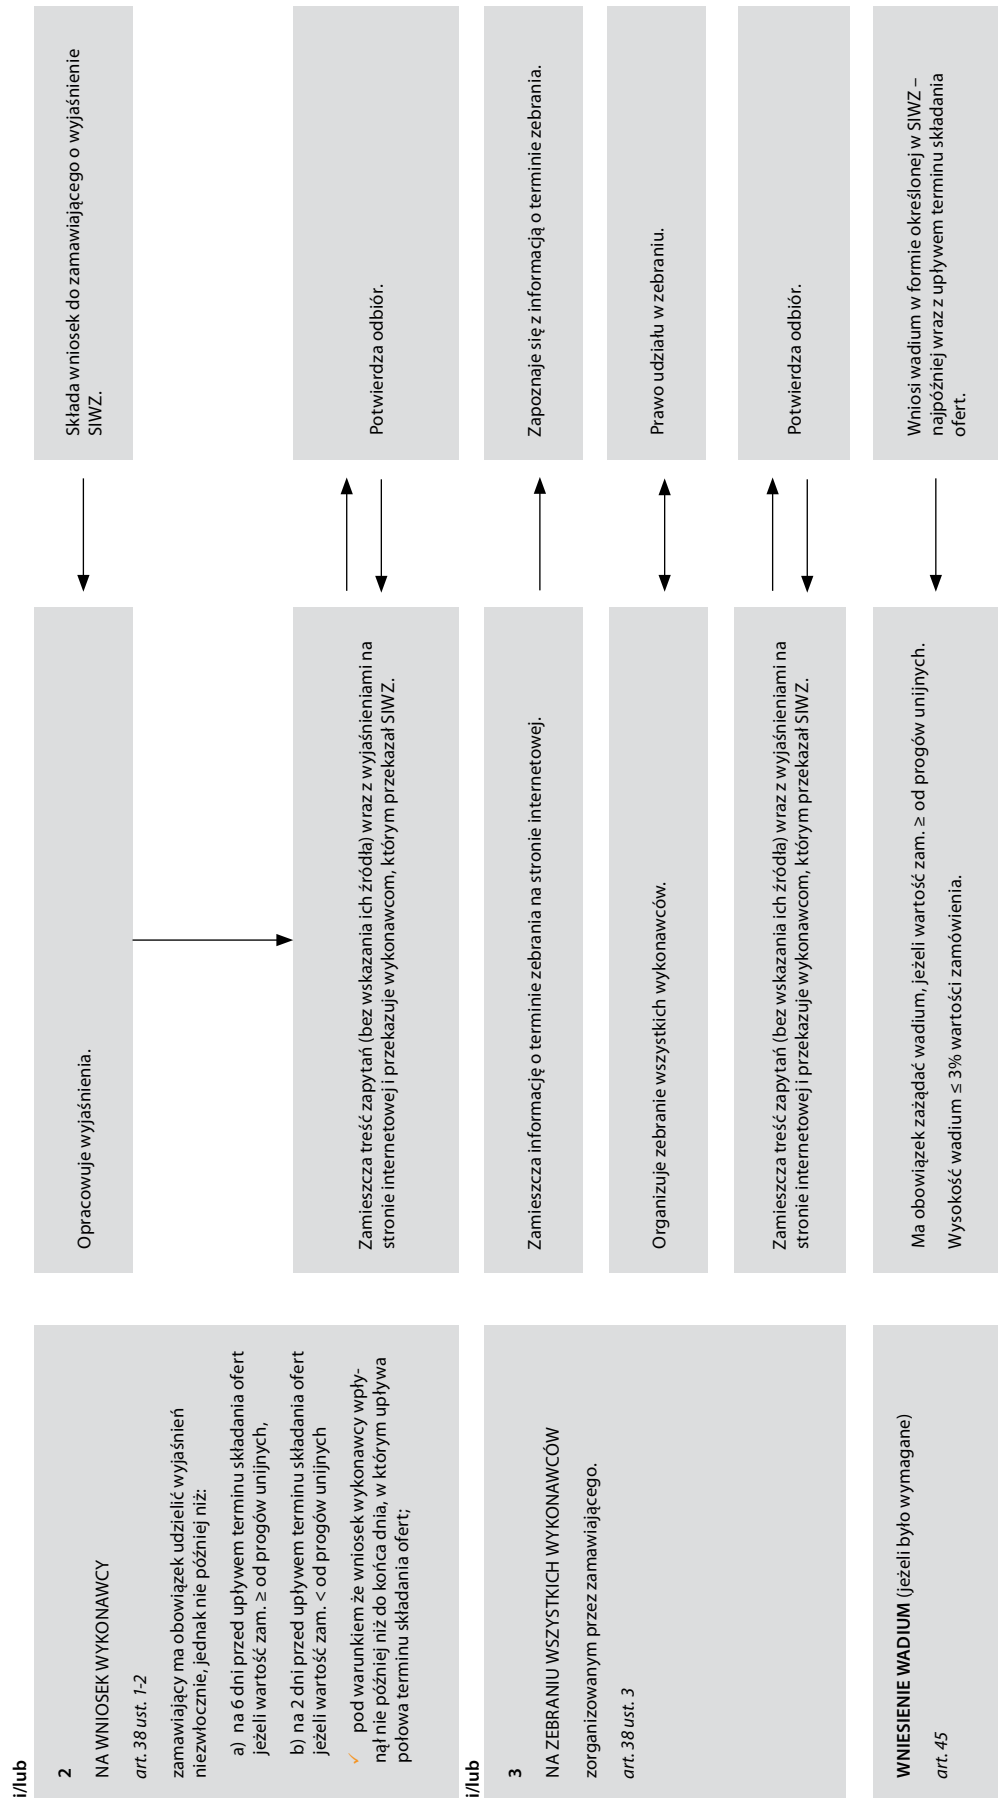 i/lub
2
NA WNIOSEK WYKONAWCY
art. 38 ust. 1-2
zamawiający ma obowiązek udzielić wyjaśnień
niezwłocznie, jednak nie później niż:
a) na 6 dni przed upływem terminu składania ofert
jeżeli wartość zam. ≥ od progów unijnych,
b) na 2 dni przed upływem terminu składania ofert
jeżeli wartość zam. < od progów unijnych
✓ pod warunkiem że wniosek wykonawcy wpły-
nął nie później niż do końca dnia, w którym upływa
połowa terminu składania ofert;
Opracowuje wyjaśnienia.
Składa wniosek do zamawiającego o wyjaśnienie
SIWZ.
Zamieszcza treść zapytań (bez wskazania ich źródła) wraz z wyjaśnieniami na
stronie internetowej i przekazuje wykonawcom, którym przekazał SIWZ.
Potwierdza odbiór.
i/lub
3
NA ZEBRANIU WSZYSTKICH WYKONAWCÓW
zorganizowanym przez zamawiającego.
art. 38 ust. 3
Zamieszcza informację o terminie zebrania na stronie internetowej.
Zapoznaje się z informacją o terminie zebrania.
Organizuje zebranie wszystkich wykonawców.
Prawo udziału w zebraniu.
Zamieszcza treść zapytań (bez wskazania ich źródła) wraz z wyjaśnieniami na
stronie internetowej i przekazuje wykonawcom, którym przekazał SIWZ.
Potwierdza odbiór.
WNIESIENIE WADIUM (jeżeli było wymagane)
art. 45
Ma obowiązek zażądać wadium, jeżeli wartość zam. ≥ od progów unijnych.
Wysokość wadium ≤ 3% wartości zamówienia.
Wniosi wadium w formie określonej w SIWZ –
najpóźniej wraz z upływem terminu składania
ofert.